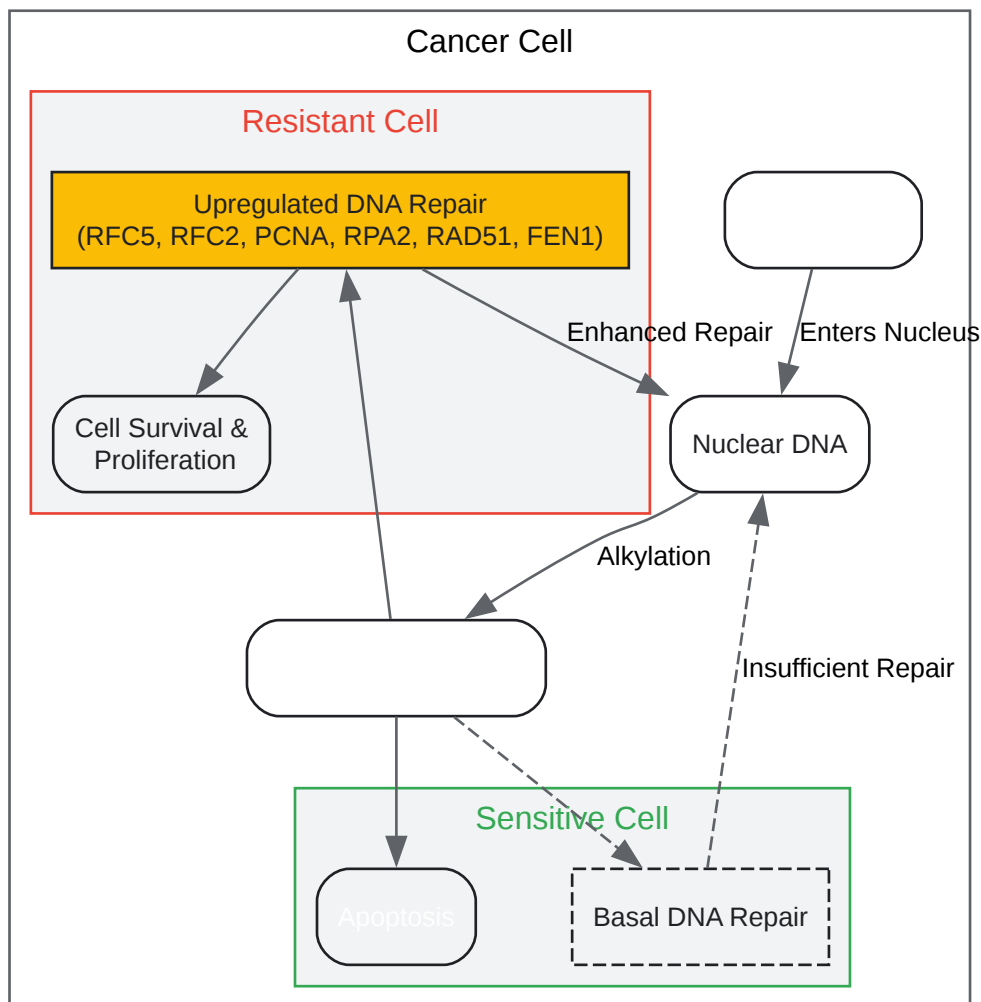 Cancer Cell
Resistant Cell
Upregulated DNA Repair
(RFC5, RFC2, PCNA, RPA2, RAD51, FEN1)
Enhanced Repair
Enters Nucleus
Cell Survival &
Proliferation
Nuclear DNA
Alkylation
Insufficient Repair
Sensitive Cell
Apoptosis
Basal DNA Repair